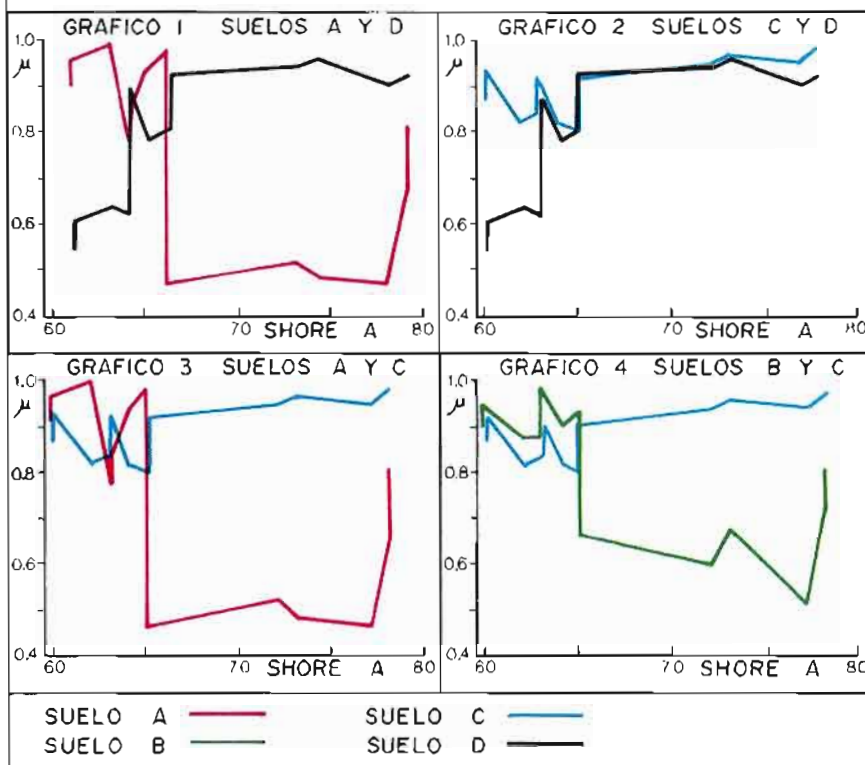 GRAFICO 1 SUELOS A Y D
1.0
μ
0.8
0.6
0.4
60 70 80
SHORE A
GRAFICO 2 SUELOS C Y D
1.0
μ
0.8
0.6
0.4
60 70 80
SHORE A
GRAFICO 3 SUELOS A Y C
1.0
μ
0.8
0.6
0.4
60 70 80
SHORE A
GRAFICO 4 SUELOS B Y C
1.0
μ
0.8
0.6
0.4
60 70 80
SHORE A
SUELO A
SUELO C
SUELO B
SUELO D